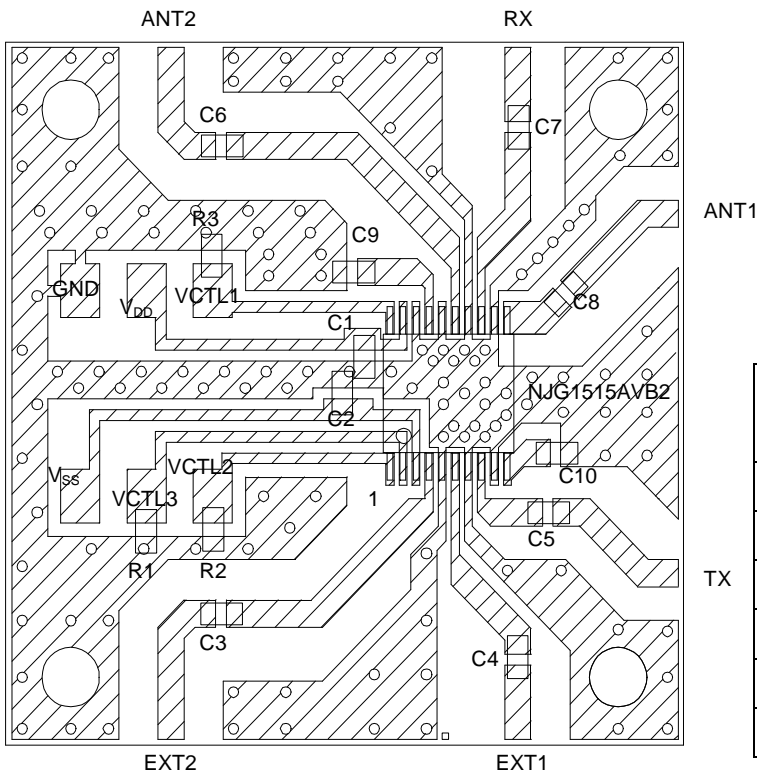 ANT2
RX
C6
C7
ANT1
R3
C9
GND
VDD
VCTL1
C8
C1
NJG1515AVB2
C2
VSS
VCTL3
VCTL2
1
C10
C5
R1
R2
TX
C3
C4
EXT2
EXT1